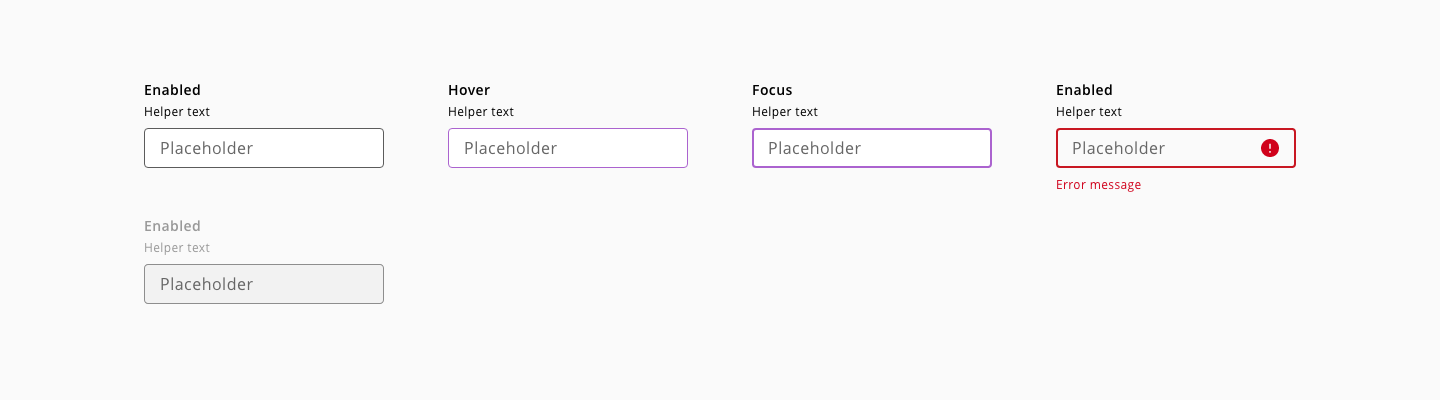 Enabled
Helper text
Placeholder
Hover
Helper text
Placeholder
Focus
Helper text
Placeholder
Enabled
Helper text
Placeholder
Error message
Enabled
Helper text
Placeholder